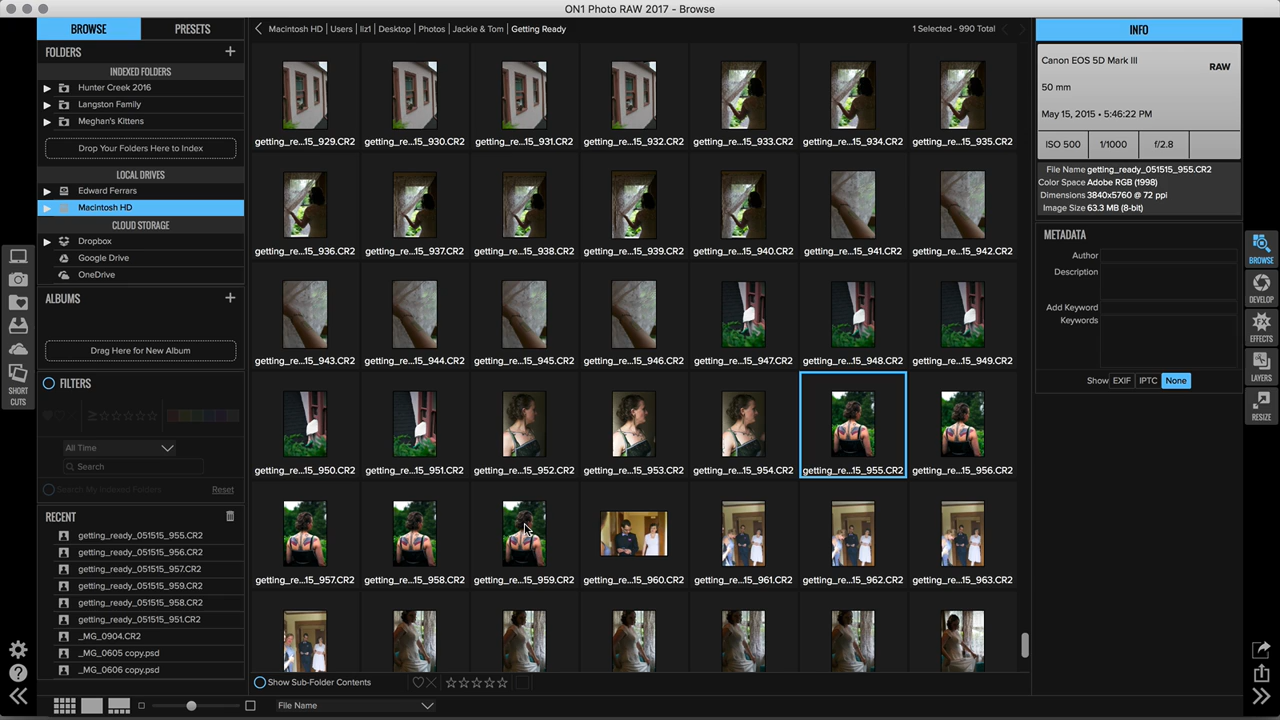 ON1 Photo RAW 2017 - Browse
BROWSE
PRESETS
FOLDERS
INDEXED FOLDERS
Hunter Creek 2016
Langston Family
Meghan's Kittens
Drop Your Folders Here to Index
LOCAL DRIVES
Edward Ferrars
Macintosh HD
CLOUD STORAGE
Dropbox
Google Drive
OneDrive
ALBUMS
Drag Here for New Album
FILTERS
All Time
Search
Search My Indexed Folders
Reset
RECENT
getting_ready_051515_955.CR2
getting_ready_051515_956.CR2
getting_ready_051515_957.CR2
getting_ready_051515_959.CR2
getting_ready_051515_958.CR2
getting_ready_051515_951.CR2
_MG_0904.CR2
_MG_0605 copy.psd
_MG_0606 copy.psd
SHORT
CUTS
Macintosh HD | Users | liz1 | Desktop | Photos | Jackie & Tom | Getting Ready
1 Selected - 990 Total
getting_re...15_929.CR2 getting_re...15_930.CR2 getting_re...15_931.CR2 getting_re...15_932.CR2 getting_re...15_933.CR2 getting_re...15_934.CR2 getting_re...15_935.CR2
getting_re...15_936.CR2 getting_re...15_937.CR2 getting_re...15_938.CR2 getting_re...15_939.CR2 getting_re...15_940.CR2 getting_re...15_941.CR2 getting_re...15_942.CR2
getting_re...15_943.CR2 getting_re...15_944.CR2 getting_re...15_945.CR2 getting_re...15_946.CR2 getting_re...15_947.CR2 getting_re...15_948.CR2 getting_re...15_949.CR2
getting_re...15_950.CR2 getting_re...15_951.CR2 getting_re...15_952.CR2 getting_re...15_953.CR2 getting_re...15_954.CR2 getting_re...15_955.CR2 getting_re...15_956.CR2
getting_re...15_957.CR2 getting_re...15_958.CR2 getting_re...15_959.CR2 getting_re...15_960.CR2 getting_re...15_961.CR2 getting_re...15_962.CR2 getting_re...15_963.CR2
Show Sub-Folder Contents
File Name
INFO
Canon EOS 5D Mark III
RAW
50 mm
May 15, 2015 • 5:46:22 PM
ISO 500
1/1000
f/2.8
File Name getting_ready_051515_955.CR2
Color Space Adobe RGB (1998)
Dimensions 3840x5760 @ 72 ppi
Image Size 63.3 MB (8-bit)
METADATA
Author
Description
Add Keyword
Keywords
Show EXIF IPTC None
BROWSE
DEVELOP
FX
EFFECTS
LAYERS
RESIZE